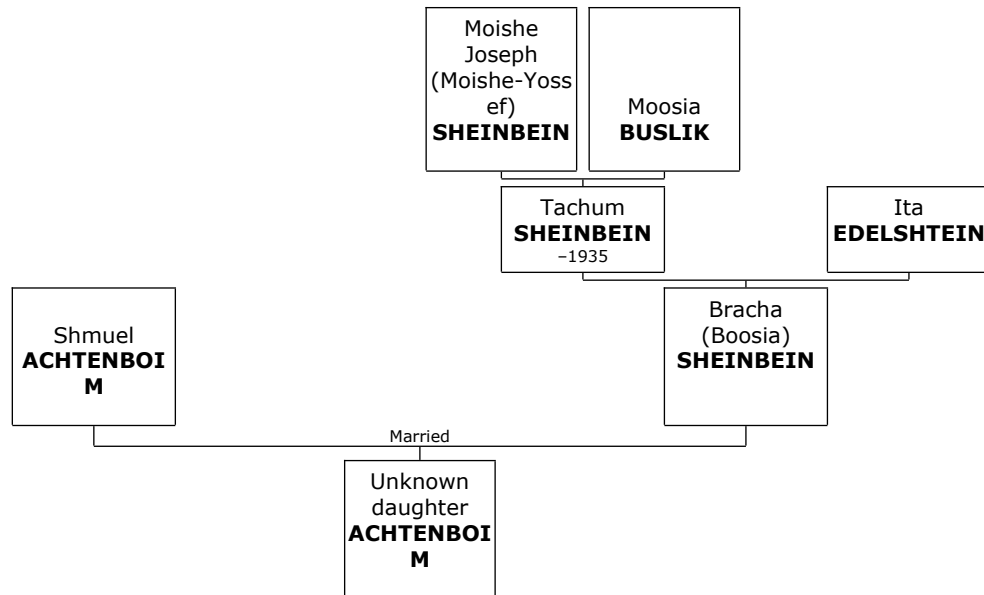 Moishe
Joseph
(Moishe-Yoss
ef)
SHEINBEIN
Moosia
BUSLIK
Tachum
SHEINBEIN
–1935
Ita
EDELSHTEIN
Shmuel
ACHTENBOI
M
Bracha
(Boosia)
SHEINBEIN
Married
Unknown
daughter
ACHTENBOI
M